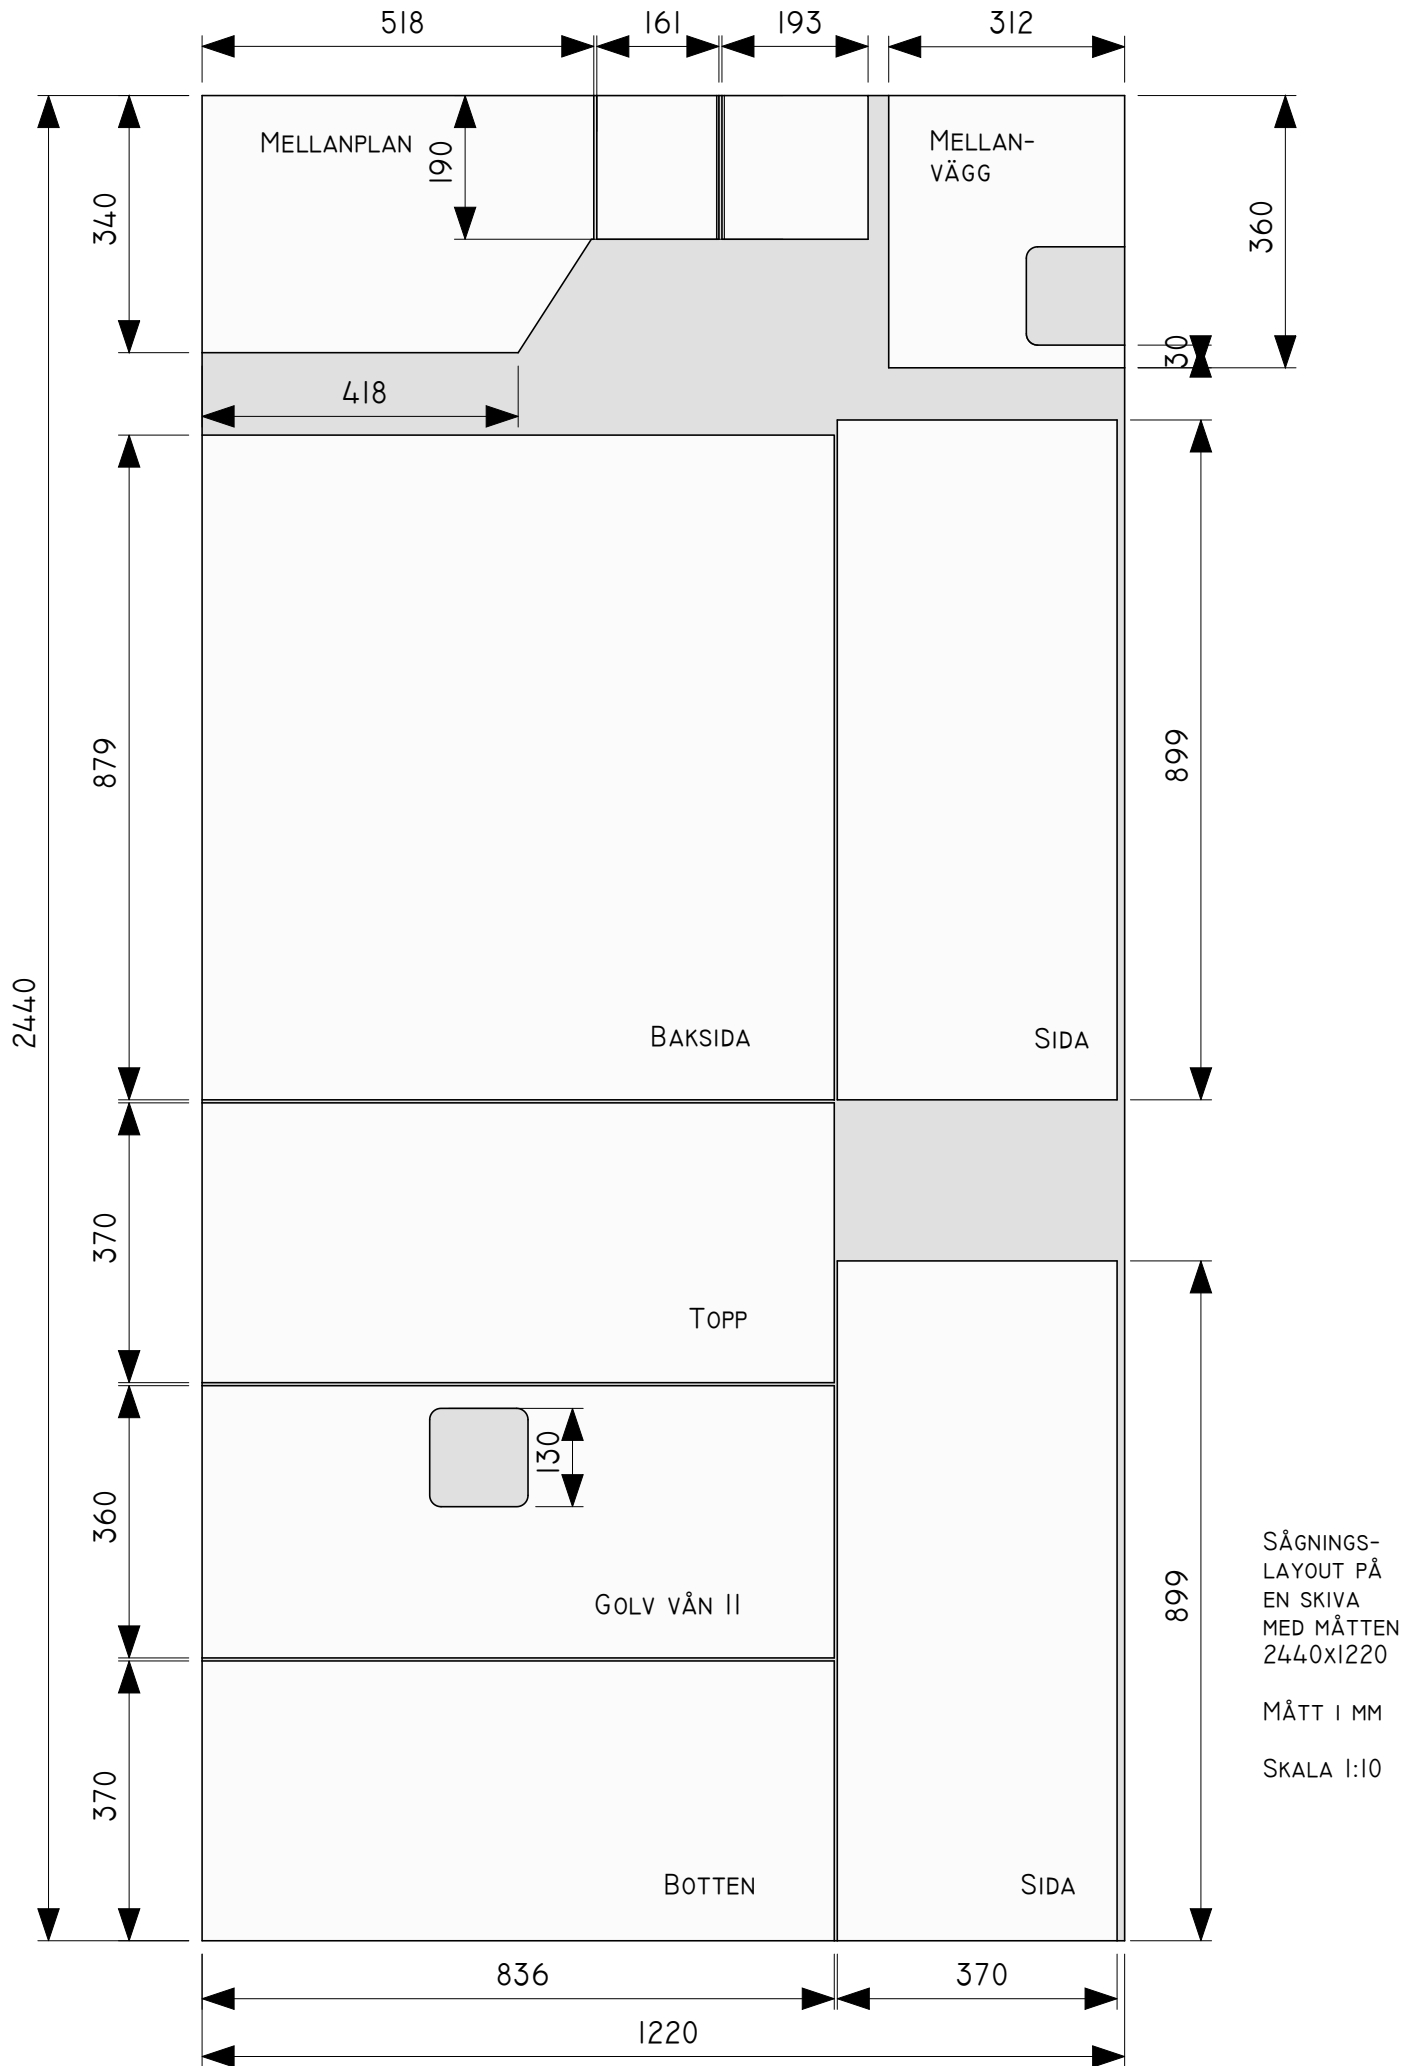 518 161 193 312
MELLANPLAN
190
MELLAN-
VÄGG
340
360
30
418
879
899
2440
BAKSIDA
SIDA
370
TOPP
130
360
GOLV VÅN II
899
SÅGNINGS-
LAYOUT PÅ
EN SKIVA
MED MÅTTEN
2440X1220
MÅTT I MM
SKALA 1:10
370
BOTTEN
SIDA
836 370
1220